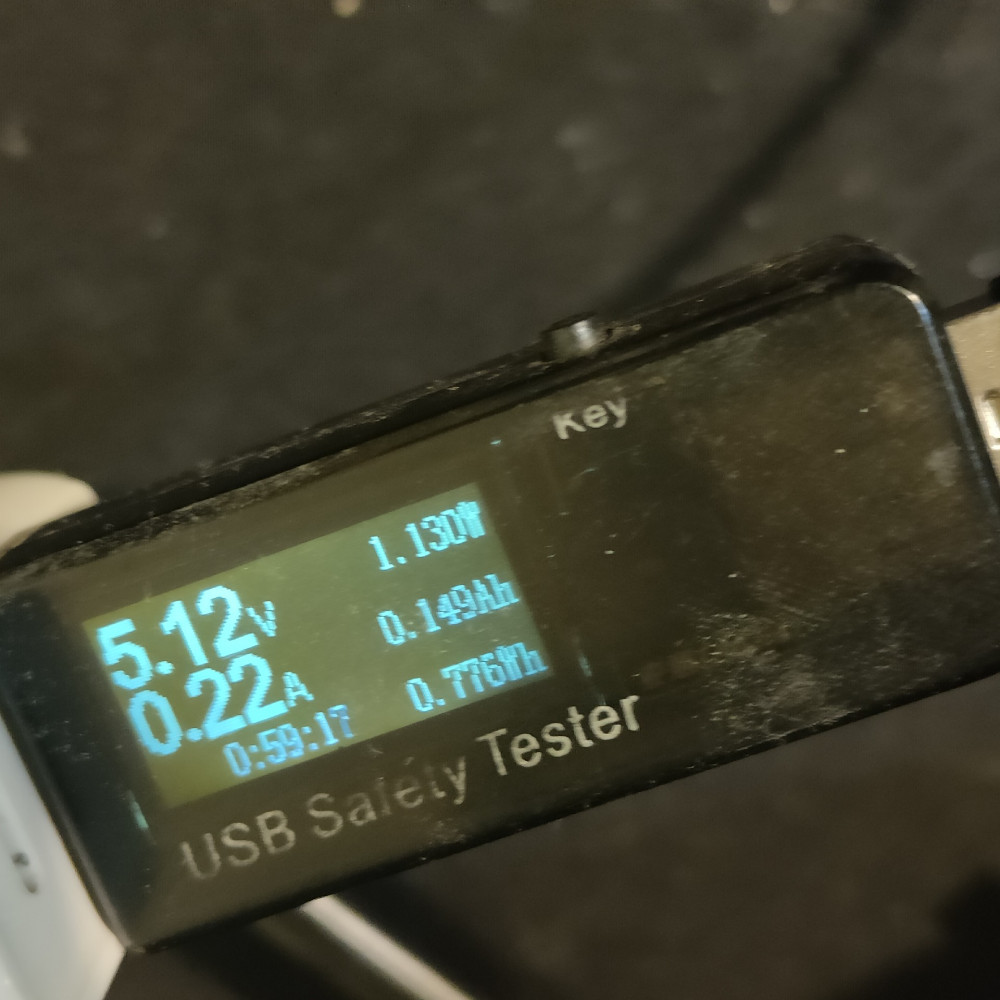 Key
5.12V 1.130W
0.22A 0.149Ah
0:59:17 0.776Wh
USB Safety Tester